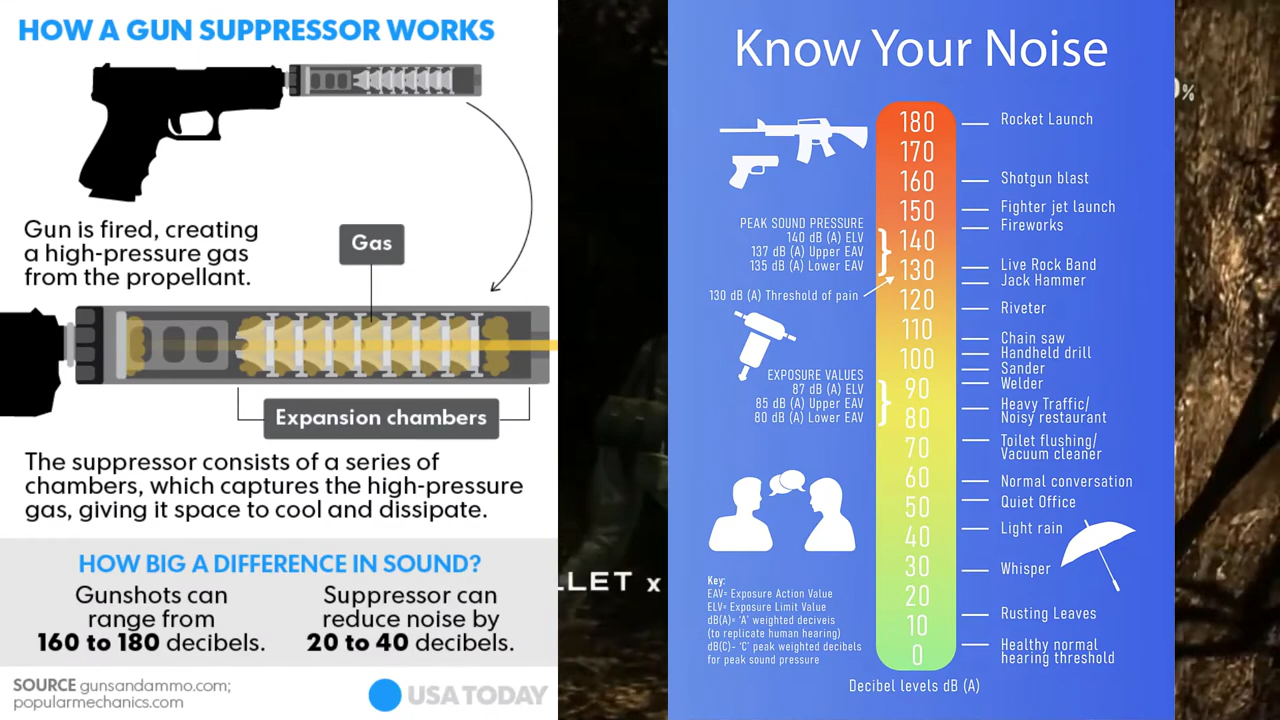 HOW A GUN SUPPRESSOR WORKS
Gun is fired, creating
a high-pressure gas
from the propellant.
Gas
Expansion chambers
The suppressor consists of a series of
chambers, which captures the high-pressure
gas, giving it space to cool and dissipate.
HOW BIG A DIFFERENCE IN SOUND?
Gunshots can
range from
160 to 180 decibels.
Suppressor can
reduce noise by
20 to 40 decibels.
SOURCE gunsandammo.com;
popularmechanics.com
USA TODAY
LLET x
Know Your Noise
PEAK SOUND PRESSURE
140 dB (A) ELV
137 dB (A) Upper EAV
135 dB (A) Lower EAV
130 dB (A) Threshold of pain
EXPOSURE VALUES
87 dB (A) ELV
85 dB (A) Upper EAV
80 dB (A) Lower EAV
Key:
EAV= Exposure Action Value
ELV= Exposure Limit Value
dB(A)= 'A' weighted deciveis
(to replicate human hearing)
dB(C)- 'C' peak weighted decibels
for peak sound pressure
180
170
160
150
140
130
120
110
100
90
80
70
60
50
40
30
20
10
0
Rocket Launch
Shotgun blast
Fighter jet launch
Fireworks
Live Rock Band
Jack Hammer
Riveter
Chain saw
Handheld drill
Sander
Welder
Heavy Traffic/
Noisy restaurant
Toilet flushing/
Vacuum cleaner
Normal conversation
Quiet Office
Light rain
Whisper
Rusting Leaves
Healthy normal
hearing threshold
Decibel levels dB (A)
%